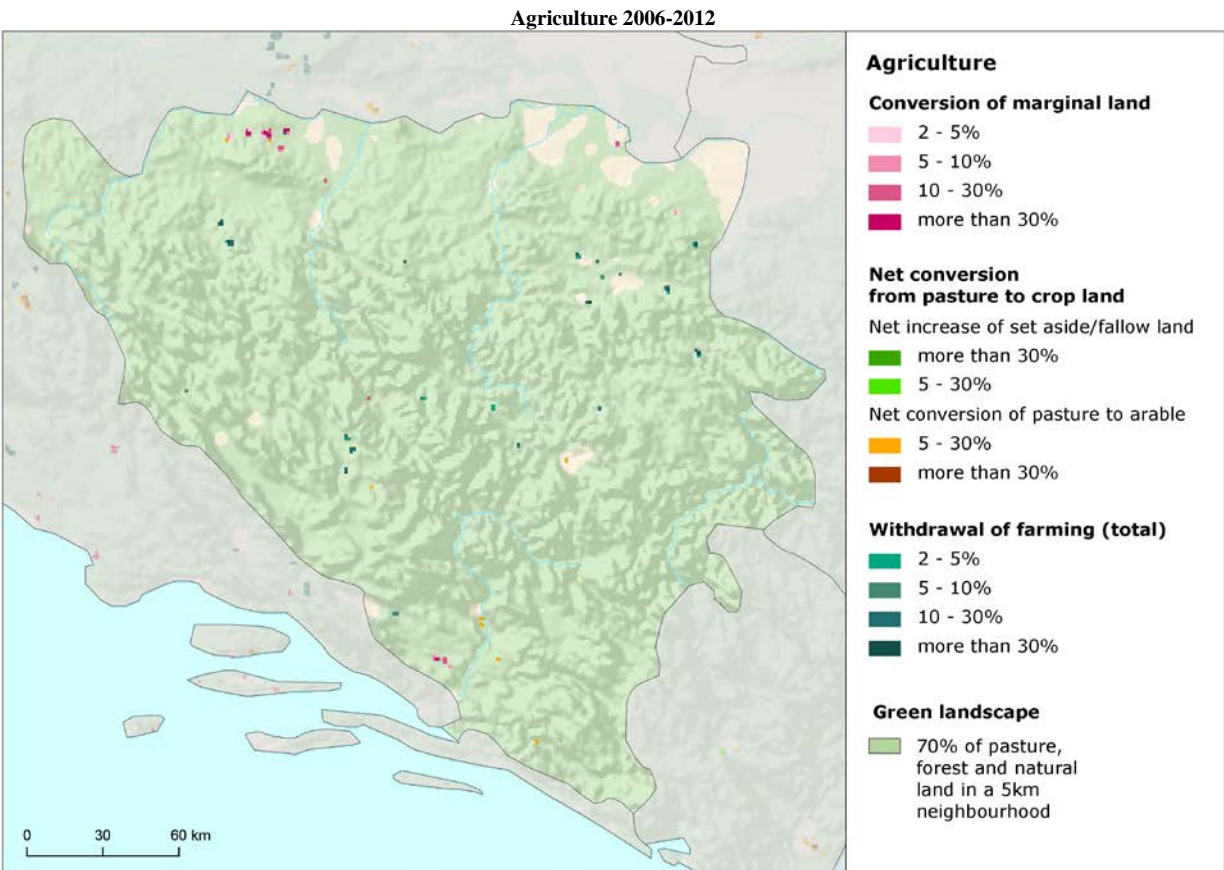 Agriculture 2006-2012
Agriculture
Conversion of marginal land
2 - 5%
5 - 10%
10 - 30%
more than 30%
Net conversion
from pasture to crop land
Net increase of set aside/fallow land
more than 30%
5 - 30%
Net conversion of pasture to arable
5 - 30%
more than 30%
Withdrawal of farming (total)
2 - 5%
5 - 10%
10 - 30%
more than 30%
Green landscape
70% of pasture,
forest and natural
land in a 5km
neighbourhood
0 30 60 km